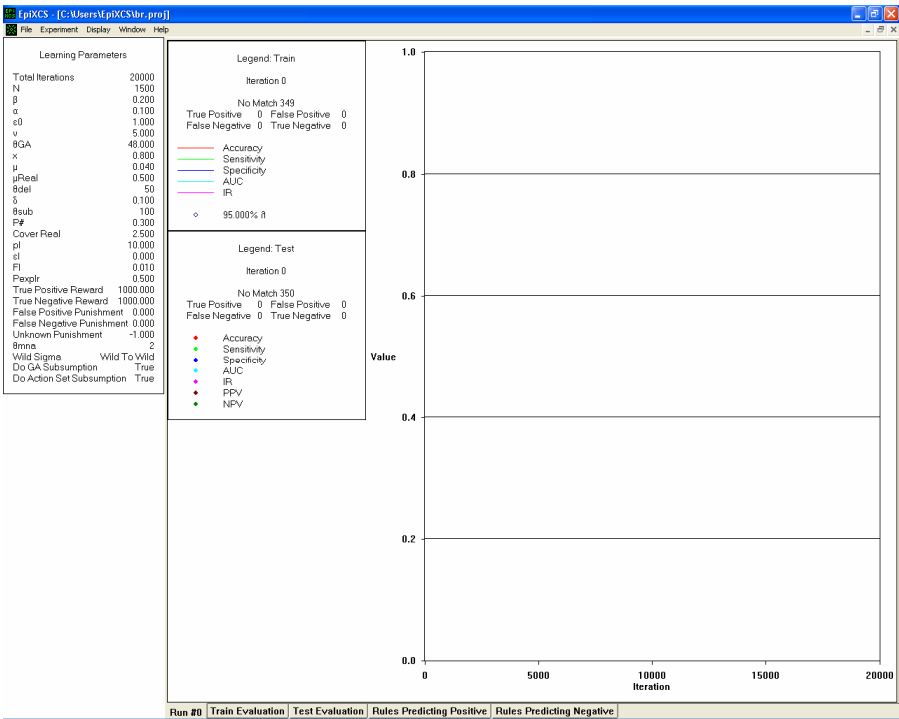 EpiXCS - [C:\Users\EpiXCS\br.proj]
File Experiment Display Window Help
Learning Parameters
Total Iterations 20000
N 1500
β 0.200
α 0.100
ε0 1.000
ν 5.000
θGA 48.000
× 0.800
μ 0.040
μReal 0.500
θdel 50
δ 0.100
θsub 100
P# 0.300
Cover Real 2.500
pI 10.000
εI 0.000
FI 0.010
Pexplr 0.500
True Positive Reward 1000.000
True Negative Reward 1000.000
False Positive Punishment 0.000
False Negative Punishment 0.000
Unknown Punishment -1.000
θmna 2
Wild Sigma Wild To Wild
Do GA Subsumption True
Do Action Set Subsumption True
Legend: Train
Iteration 0
No Match 349
True Positive 0 False Positive 0
False Negative 0 True Negative 0
Accuracy
Sensitivity
Specificity
AUC
IR
95.000%
Legend: Test
Iteration 0
No Match 350
True Positive 0 False Positive 0
False Negative 0 True Negative 0
Accuracy
Sensitivity
Specificity
AUC
IR
PPV
NPV
Value
1.0
0.8
0.6
0.4
0.2
0.0
0 5000 10000 15000 20000
Iteration
Run #0 Train Evaluation Test Evaluation Rules Predicting Positive Rules Predicting Negative